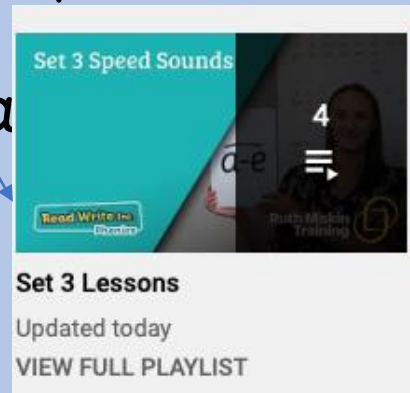 Set 3 Speed Sounds
4
a-e
Read Write Inc.
Phonics
Ruth Miskin
Training
Set 3 Lessons
Updated today
VIEW FULL PLAYLIST